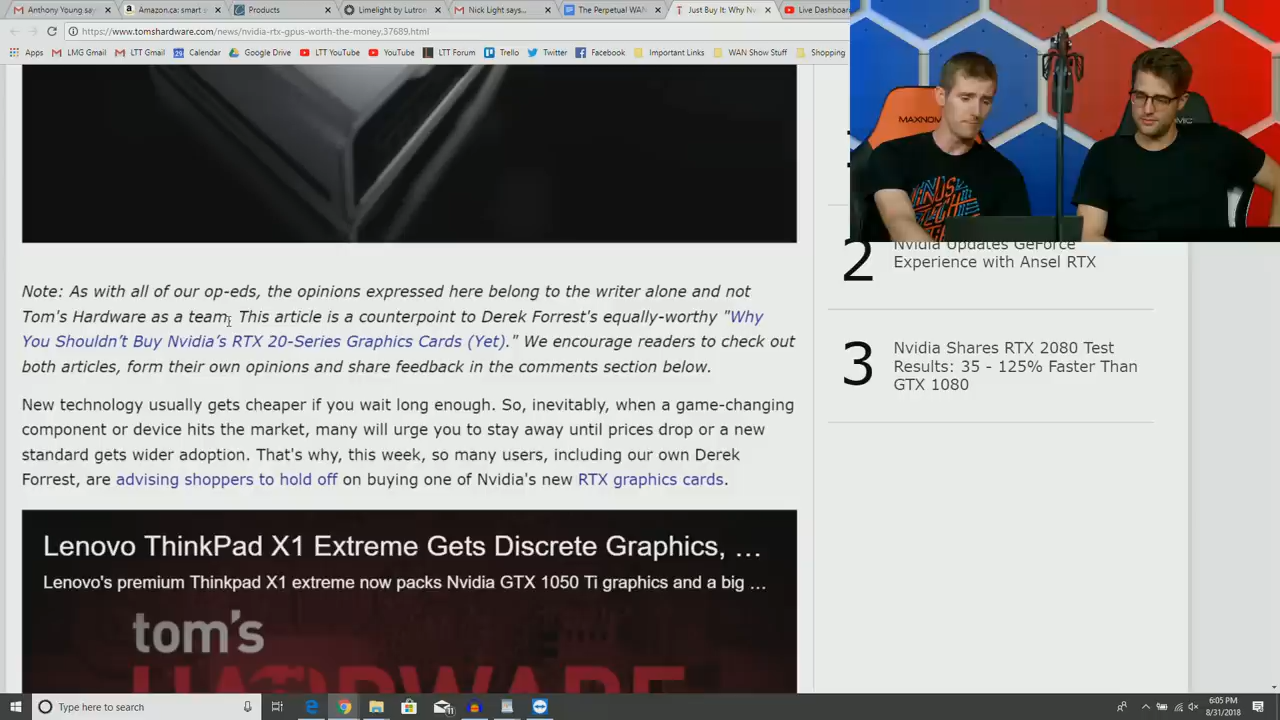 Anthony Young say
Amazon.ca: smart
Products
Limelight by Lutron
Nick Light says...
The Perpetual WAN
Just Buy It: Why Nv
Live Dashboard
https://www.tomshardware.com/news/nvidia-rtx-gpus-worth-the-money,37689.html
Apps LMG Gmail LTT Gmail Calendar Google Drive LTT YouTube YouTube LTT Forum Trello Twitter Facebook Important Links WAN Show Stuff Shopping
MAXNOM
Note: As with all of our op-eds, the opinions expressed here belong to the writer alone and not
Tom's Hardware as a team. This article is a counterpoint to Derek Forrest's equally-worthy "Why
You Shouldn't Buy Nvidia's RTX 20-Series Graphics Cards (Yet)." We encourage readers to check out
both articles, form their own opinions and share feedback in the comments section below.
New technology usually gets cheaper if you wait long enough. So, inevitably, when a game-changing
component or device hits the market, many will urge you to stay away until prices drop or a new
standard gets wider adoption. That's why, this week, so many users, including our own Derek
Forrest, are advising shoppers to hold off on buying one of Nvidia's new RTX graphics cards.
Lenovo ThinkPad X1 Extreme Gets Discrete Graphics, ...
Lenovo's premium Thinkpad X1 extreme now packs Nvidia GTX 1050 Ti graphics and a big ...
tom's
HARDWARE
2
Nvidia Updates GeForce
Experience with Ansel RTX
3
Nvidia Shares RTX 2080 Test
Results: 35 - 125% Faster Than
GTX 1080
Type here to search
6:05 PM
8/31/2018